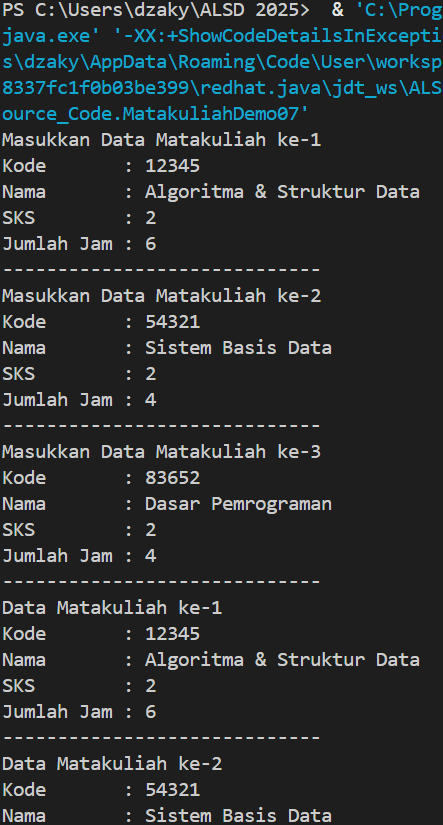 PS C:\Users\dzaky\ALSD 2025>  & 'C:\Prog
java.exe' '-XX:+ShowCodeDetailsInExcepti
s\dzaky\AppData\Roaming\Code\User\worksp
8337fc1f0b03be399\redhat.java\jdt_ws\ALS
ource_Code.MatakuliahDemo07'
Masukkan Data Matakuliah ke-1
Kode        : 12345
Nama        : Algoritma & Struktur Data
SKS         : 2
Jumlah Jam : 6
-----------------------------
Masukkan Data Matakuliah ke-2
Kode        : 54321
Nama        : Sistem Basis Data
SKS         : 2
Jumlah Jam : 4
-----------------------------
Masukkan Data Matakuliah ke-3
Kode        : 83652
Nama        : Dasar Pemrograman
SKS         : 2
Jumlah Jam : 4
-----------------------------
Data Matakuliah ke-1
Kode        : 12345
Nama        : Algoritma & Struktur Data
SKS         : 2
Jumlah Jam : 6
-----------------------------
Data Matakuliah ke-2
Kode        : 54321
Nama        : Sistem Basis Data